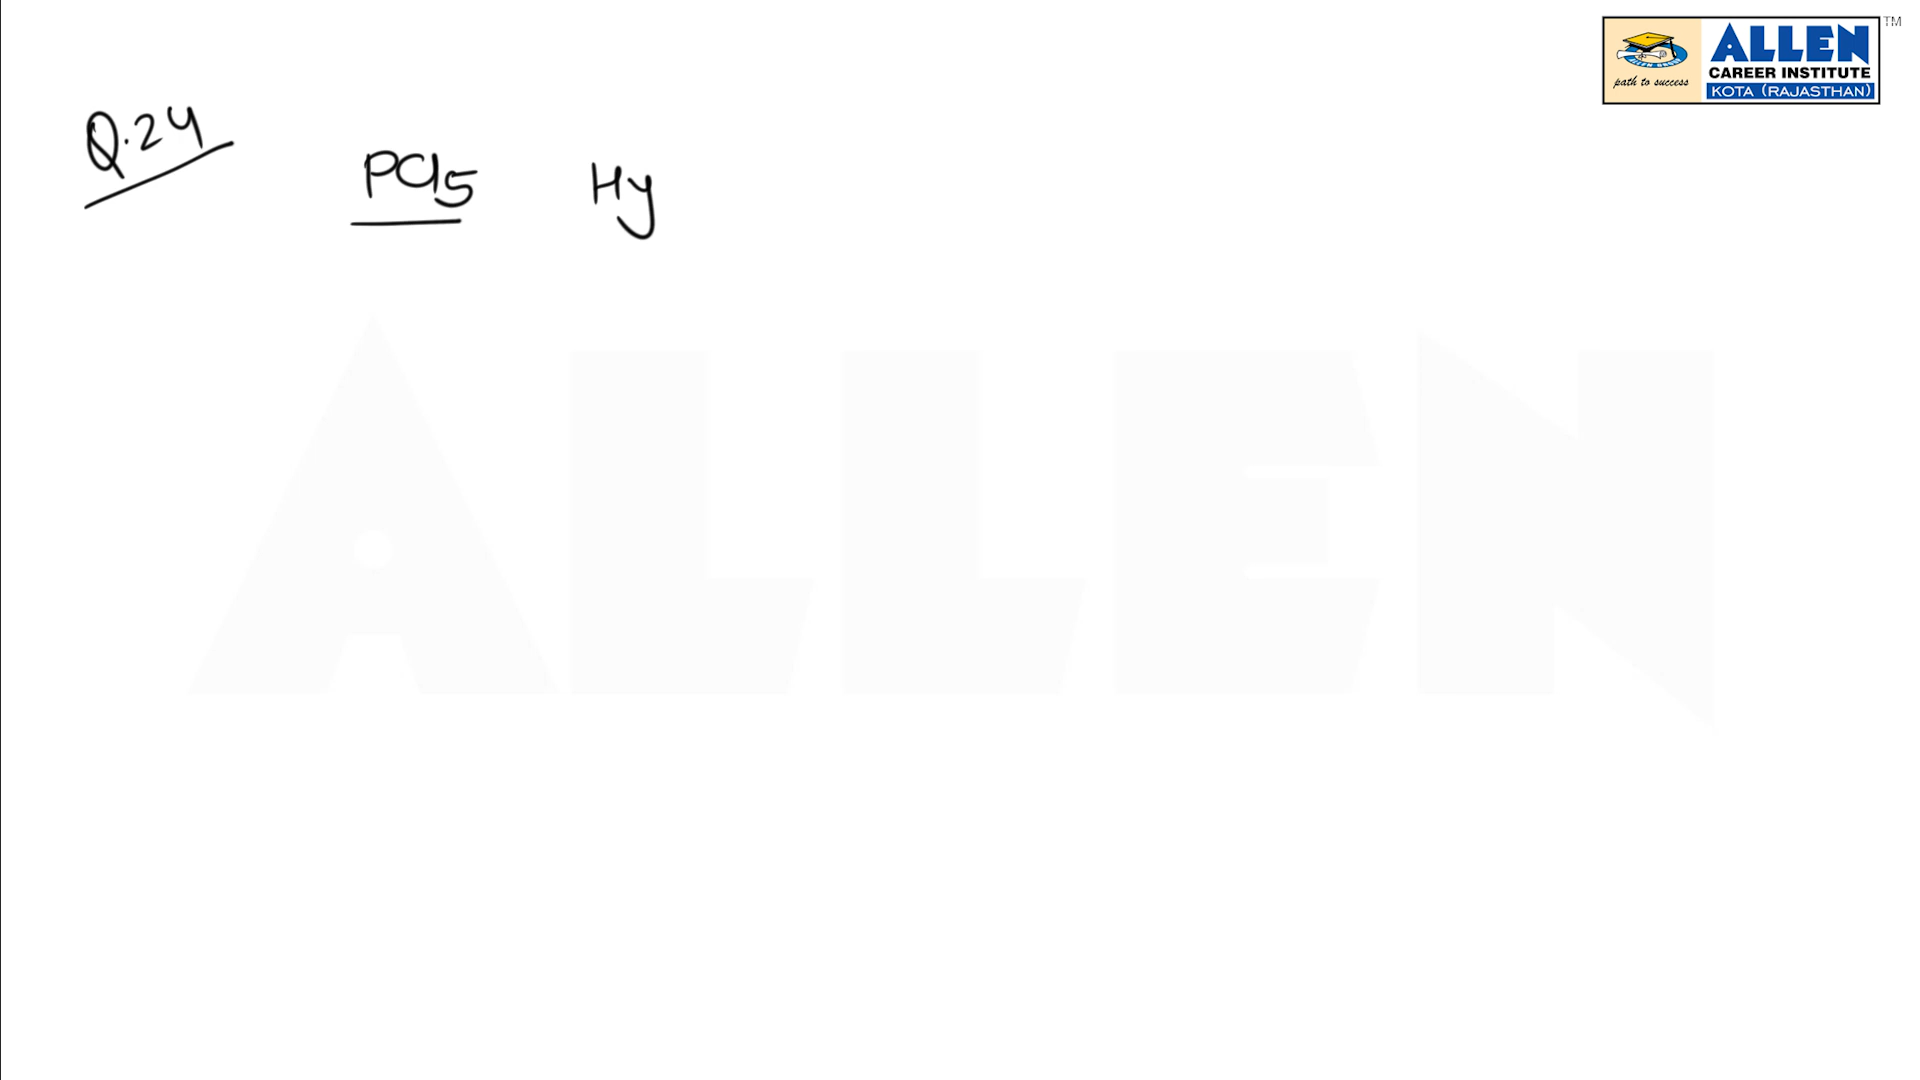 ALLEN
TM
path to success
CAREER INSTITUTE
KOTA (RAJASTHAN)
Q.24
PCl5 Hy
ALLEN